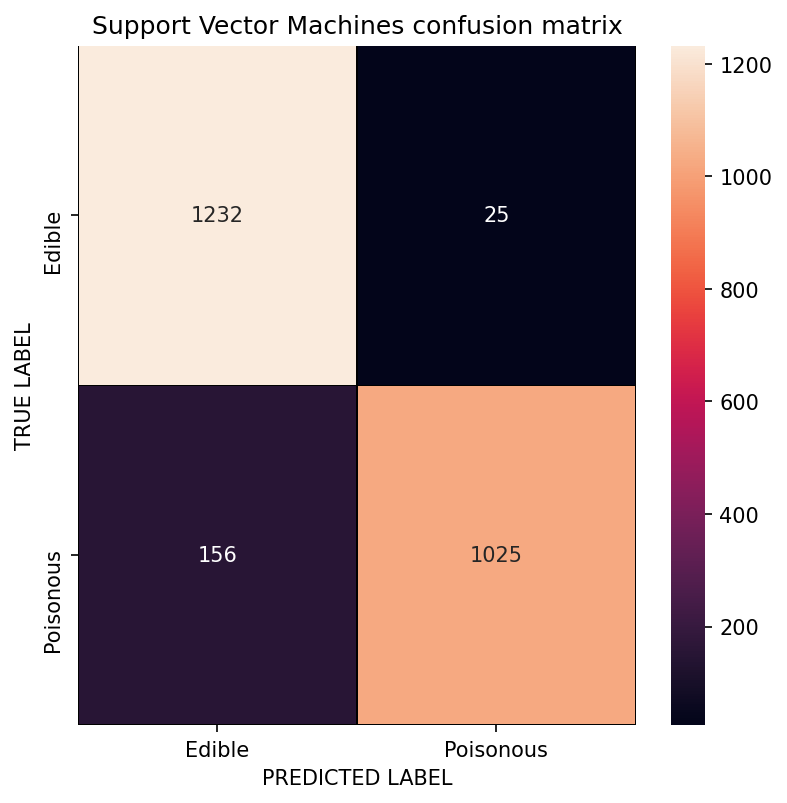 Support Vector Machines confusion matrix
TRUE LABEL
Edible
1232
25
Poisonous
156
1025
Edible
Poisonous
PREDICTED LABEL
1200
1000
800
600
400
200